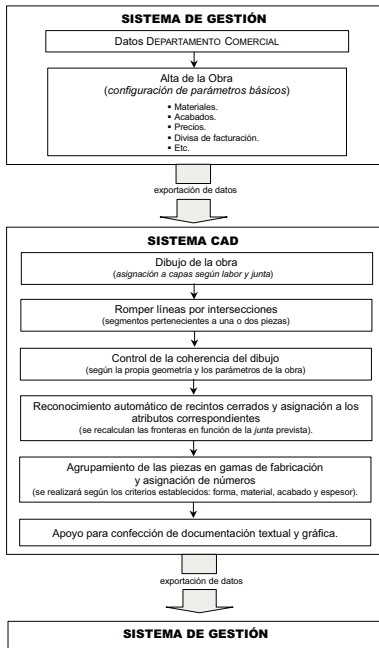 SISTEMA DE GESTIÓN
Datos DEPARTAMENTO COMERCIAL
Alta de la Obra
(configuración de parámetros básicos)
▪ Materiales.
▪ Acabados.
▪ Precios.
▪ Divisa de facturación.
▪ Etc.
exportación de datos
SISTEMA CAD
Dibujo de la obra
(asignación a capas según labor y junta)
Romper líneas por intersecciones
(segmentos pertenecientes a una o dos piezas)
Control de la coherencia del dibujo
(según la propia geometría y los parámetros de la obra)
Reconocimiento automático de recintos cerrados y asignación a los
atributos correspondientes
(se recalculan las fronteras en función de la junta prevista).
Agrupamiento de las piezas en gamas de fabricación
y asignación de números
(se realizará según los criterios establecidos: forma, material, acabado y espesor).
Apoyo para confección de documentación textual y gráfica.
exportación de datos
SISTEMA DE GESTIÓN